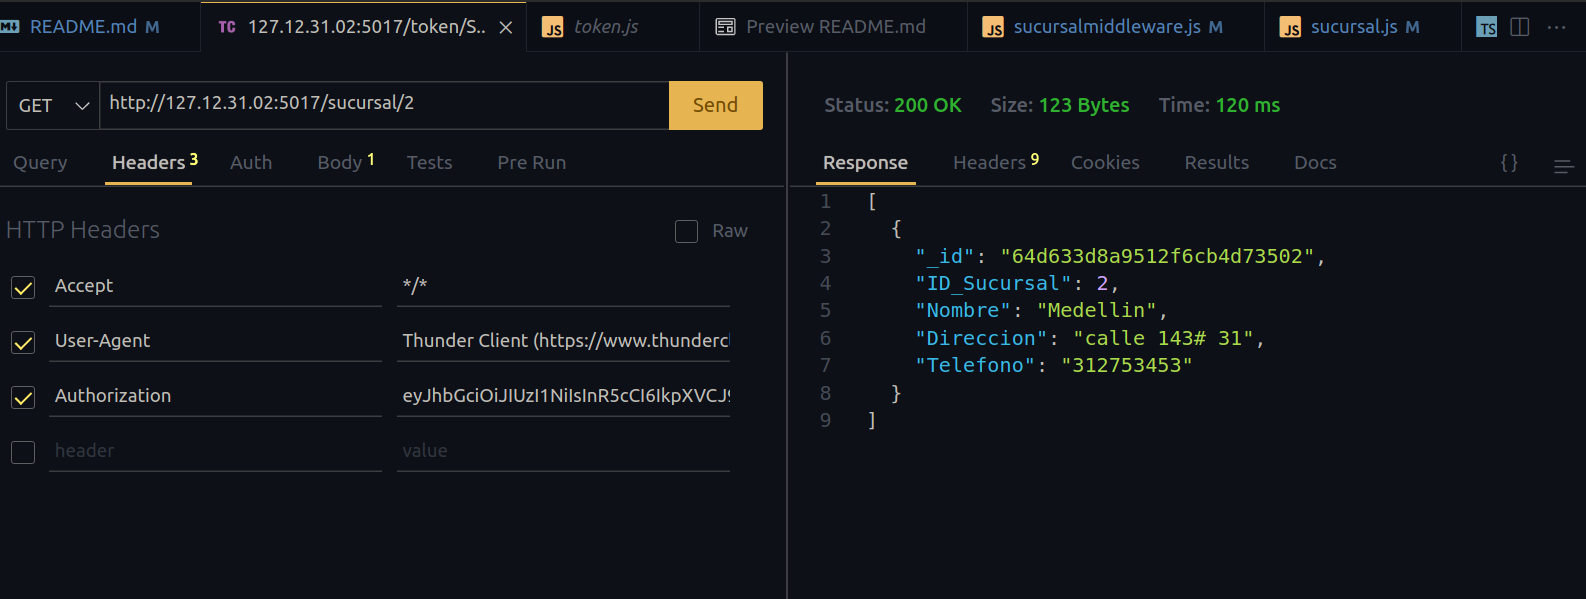 README.md M
TC 127.12.31.02:5017/token/S..
JS token.js
Preview README.md
JS sucursalmiddleware.js M
JS sucursal.js M
TS
GET http://127.12.31.02:5017/sucursal/2 Send
Query Headers 3 Auth Body 1 Tests Pre Run
HTTP Headers Raw
Accept */*
User-Agent Thunder Client (https://www.thundercl
Authorization eyJhbGciOiJIUzI1NiIsInR5cCI6IkpXVCJ9
header value
Status: 200 OK Size: 123 Bytes Time: 120 ms
Response Headers 9 Cookies Results Docs {}
1 [
2 {
3 "_id": "64d633d8a9512f6cb4d73502",
4 "ID_Sucursal": 2,
5 "Nombre": "Medellin",
6 "Direccion": "calle 143# 31",
7 "Telefono": "312753453"
8 }
9 ]